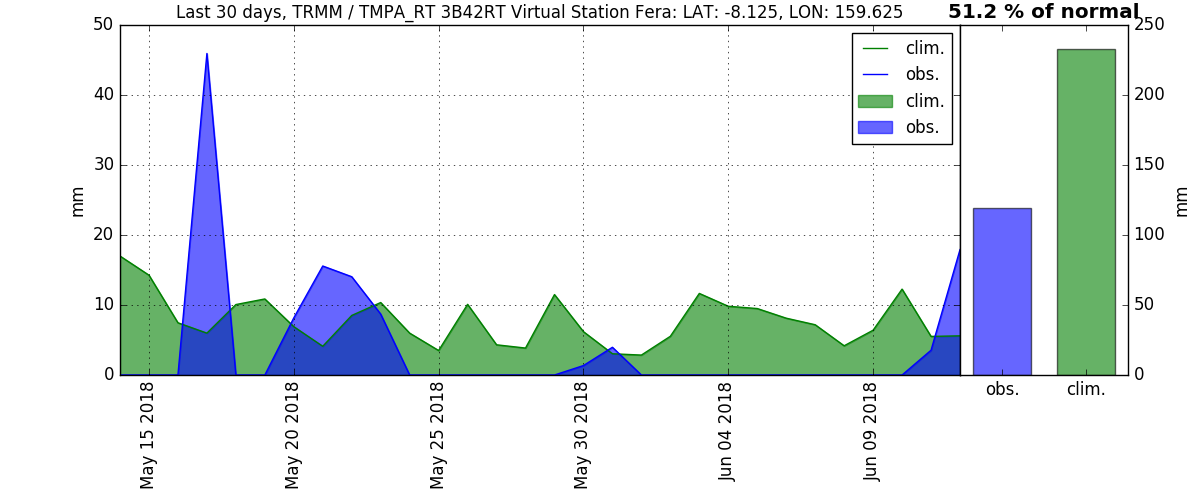 Last 30 days, TRMM / TMPA_RT 3B42RT Virtual Station Fera: LAT: -8.125, LON: 159.625
51.2 % of normal
50
40
30
20
10
0
mm
clim.
obs.
clim.
obs.
May 15 2018
May 20 2018
May 25 2018
May 30 2018
Jun 04 2018
Jun 09 2018
250
200
150
100
50
0
mm
obs.
clim.